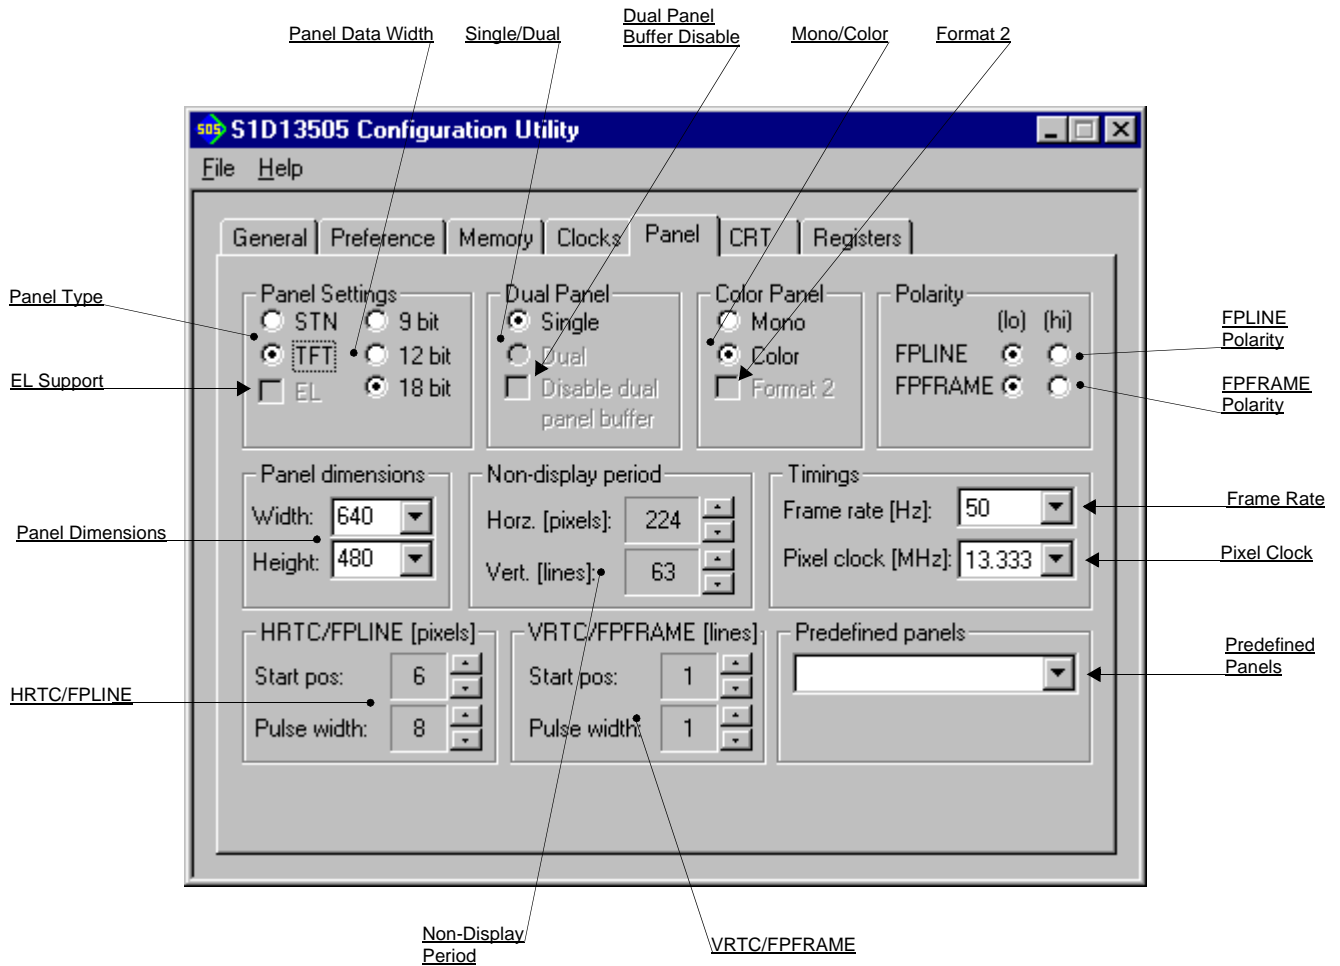 Panel Data Width
Single/Dual
Dual Panel
Buffer Disable
Mono/Color
Format 2
SDS S1D13505 Configuration Utility
File Help
General Preference Memory Clocks Panel CRT Registers
Panel Type
EL Support
Panel Settings
STN 9 bit
TFT 12 bit
EL 18 bit
Dual Panel
Single
Dual
Disable dual
panel buffer
Color Panel
Mono
Color
Format 2
Polarity
(lo) (hi)
FPLINE
FPFRAME
FPLINE
Polarity
FPFRAME
Polarity
Panel Dimensions
Panel dimensions
Width: 640
Height: 480
Non-display period
Horz. [pixels]: 224
Vert. [lines]: 63
Timings
Frame rate [Hz]: 50
Pixel clock [MHz]: 13.333
Frame Rate
Pixel Clock
HRTC/FPLINE
HRTC/FPLINE [pixels]
Start pos: 6
Pulse width: 8
VRTC/FPFRAME [lines]
Start pos: 1
Pulse width: 1
Predefined panels
Predefined
Panels
Non-Display
Period
VRTC/FPFRAME